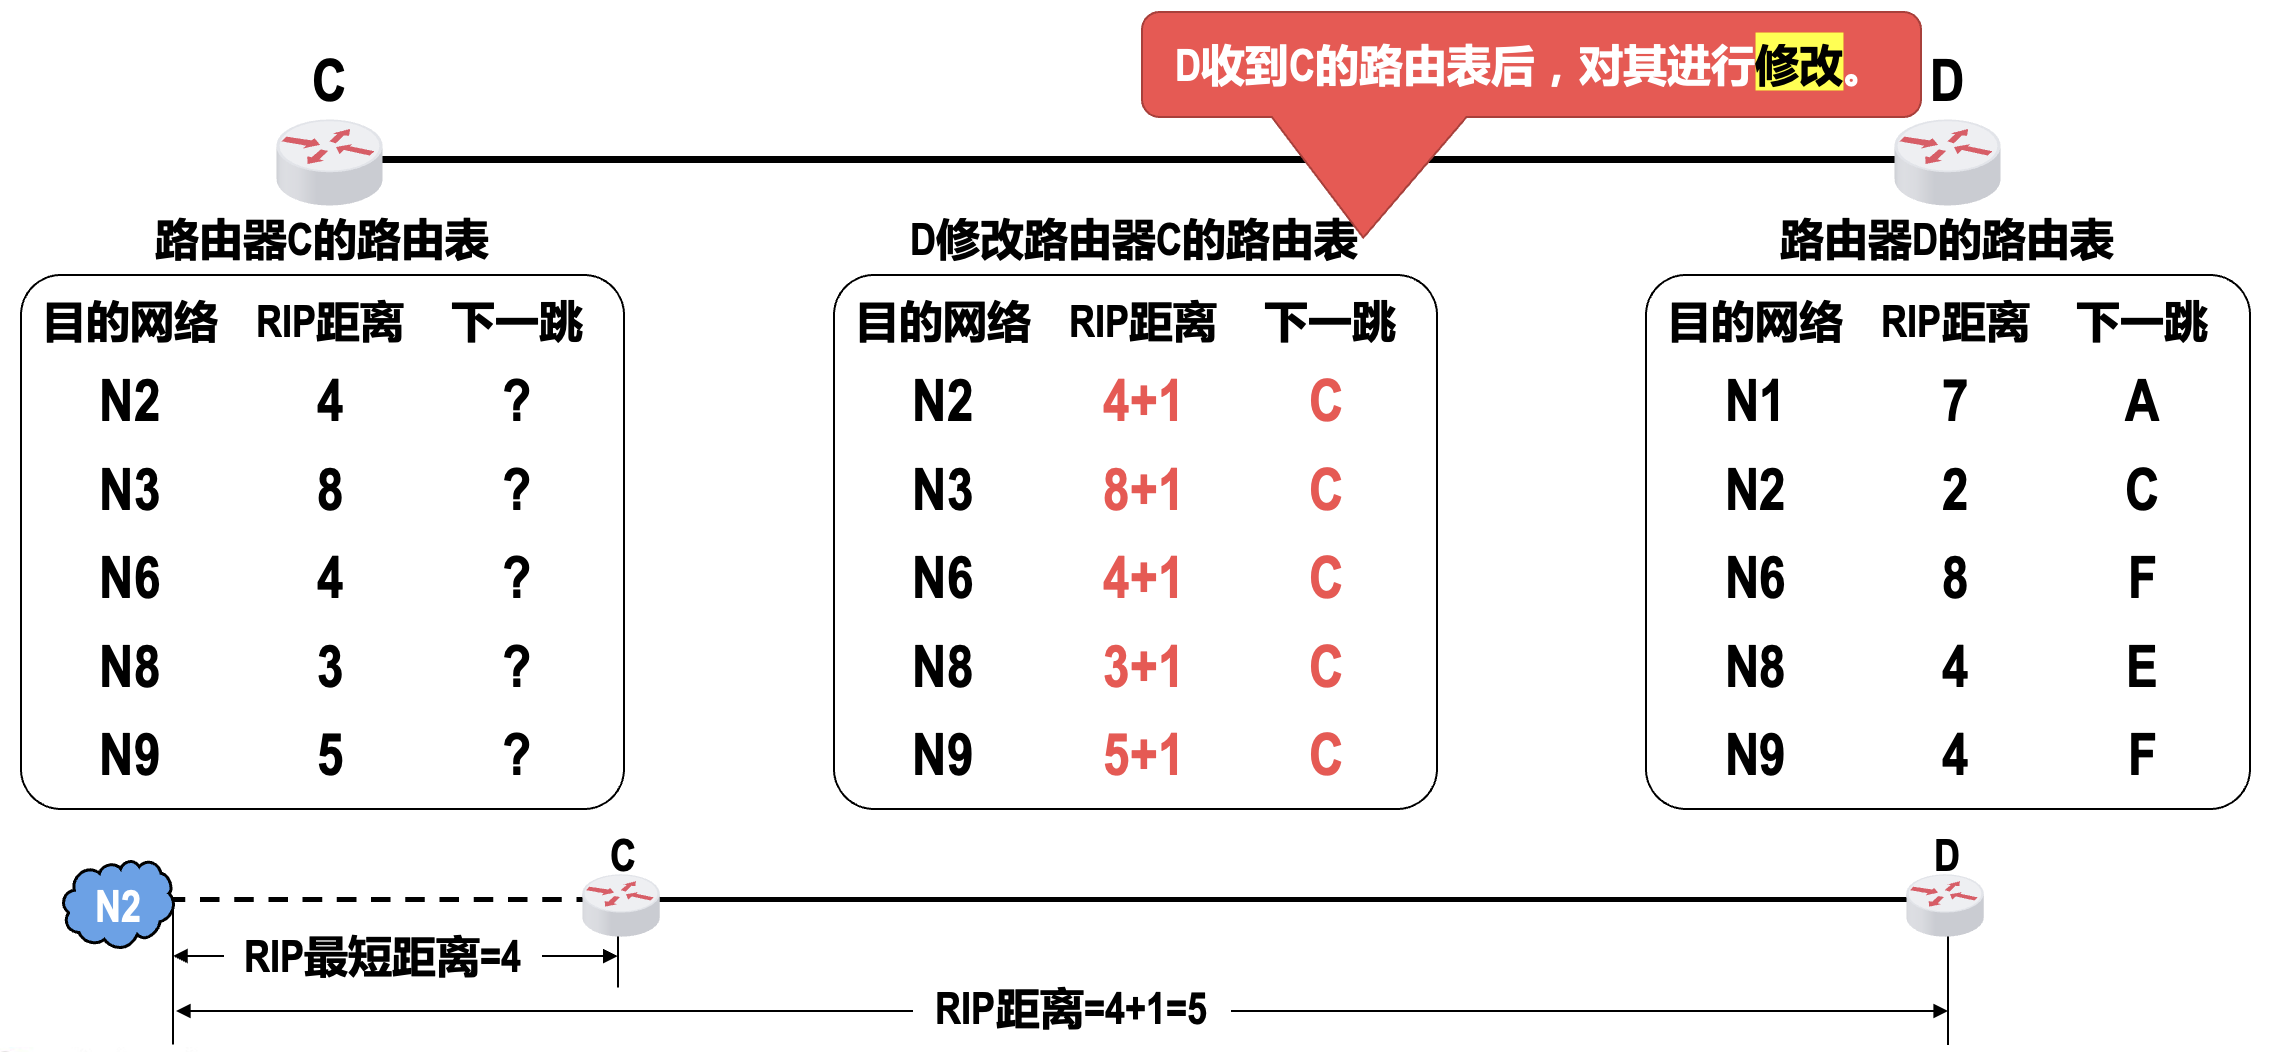 D收到C的路由表后，对其进行修改。
C
D
路由器C的路由表
D修改路由器C的路由表
路由器D的路由表
目的网络 RIP距离 下一跳
N2 4 ?
N3 8 ?
N6 4 ?
N8 3 ?
N9 5 ?
目的网络 RIP距离 下一跳
N2 4+1 C
N3 8+1 C
N6 4+1 C
N8 3+1 C
N9 5+1 C
目的网络 RIP距离 下一跳
N1 7 A
N2 2 C
N6 8 F
N8 4 E
N9 4 F
C
D
N2
RIP最短距离=4
RIP距离=4+1=5